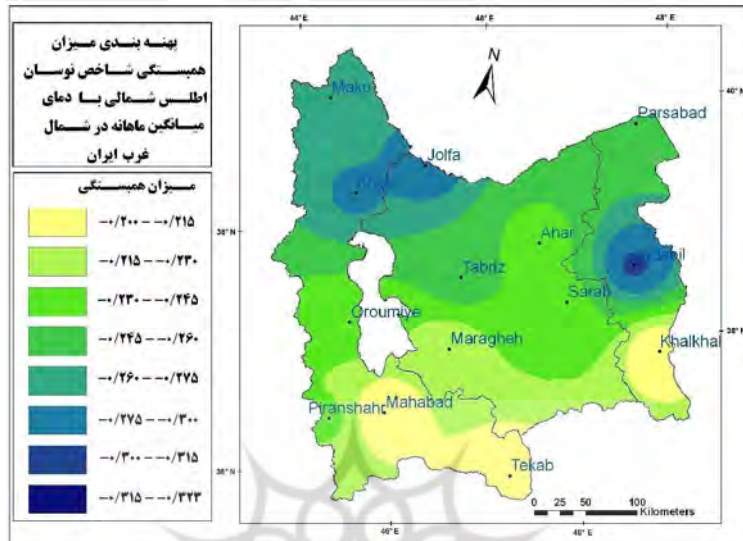 پهنه بندی میزان
همبستگی شاخص نوسان
اطلس شمالی با دمای
میانگین ماهانه در شمال
غرب ایران
میزان همبستگی
-۰/۲۰۰ - -۰/۲۱۵
-۰/۲۱۵ - -۰/۲۳۰
-۰/۲۳۰ - -۰/۲۴۵
-۰/۲۴۵ - -۰/۲۶۰
-۰/۲۶۰ - -۰/۲۷۵
-۰/۲۷۵ - -۰/۳۰۰
-۰/۳۰۰ - -۰/۳۱۵
-۰/۳۱۵ - -۰/۳۲۳
44° E
46° E
48° E
N
40° N
Maku
Parsabad
Jolfa
38° N
Ahar
Tabriz
Sarab
Oroumiye
38° N
Maragheh
Khalkhal
Piranshahr
Mahabad
36° N
Tekab
0 25 50 100
Kilometers
46° E
48° E